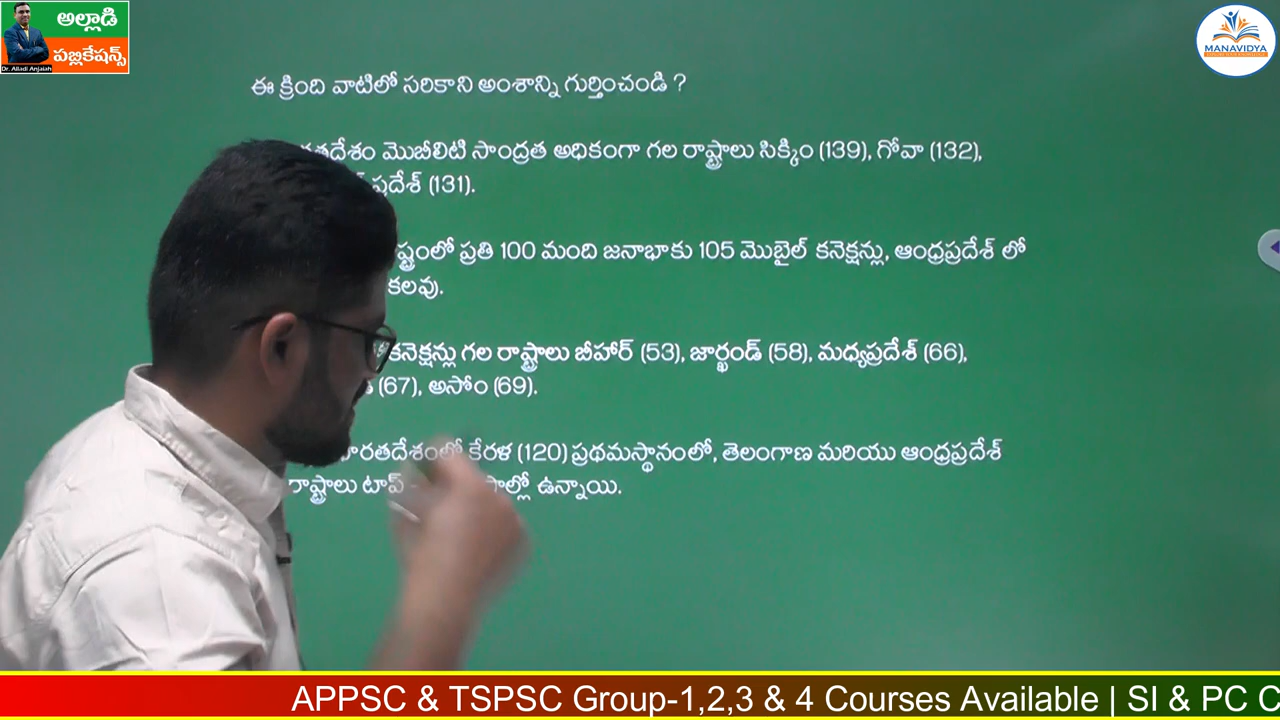 అల్లాడి
పబ్లికేషన్స్
Dr. Alladi Anjaiah
MANAVIDYA
ఈ క్రింది వాటిలో సరికాని అంశాన్ని గుర్తించండి ?
మొబీలిటి సాంద్రత అధికంగా గల రాష్ట్రాలు సిక్కిం (139), గోవా (132),
(131).
ప్రతి 100 మంది జనాభాకు 105 మొబైల్ కనెక్షన్లు, ఆంధ్రప్రదేశ్ లో
కలవు.
కనెక్షన్లు గల రాష్ట్రాలు బీహార్ (53), జార్ఖండ్ (58), మధ్యప్రదేశ్ (66),
(67), అసోం (69).
కేరళ (120) ప్రథమస్థానంలో, తెలంగాణ మరియు ఆంధ్రప్రదేశ్
టాప్ ఉన్నాయి.
APPSC & TSPSC Group-1,2,3 & 4 Courses Available | SI & PC C